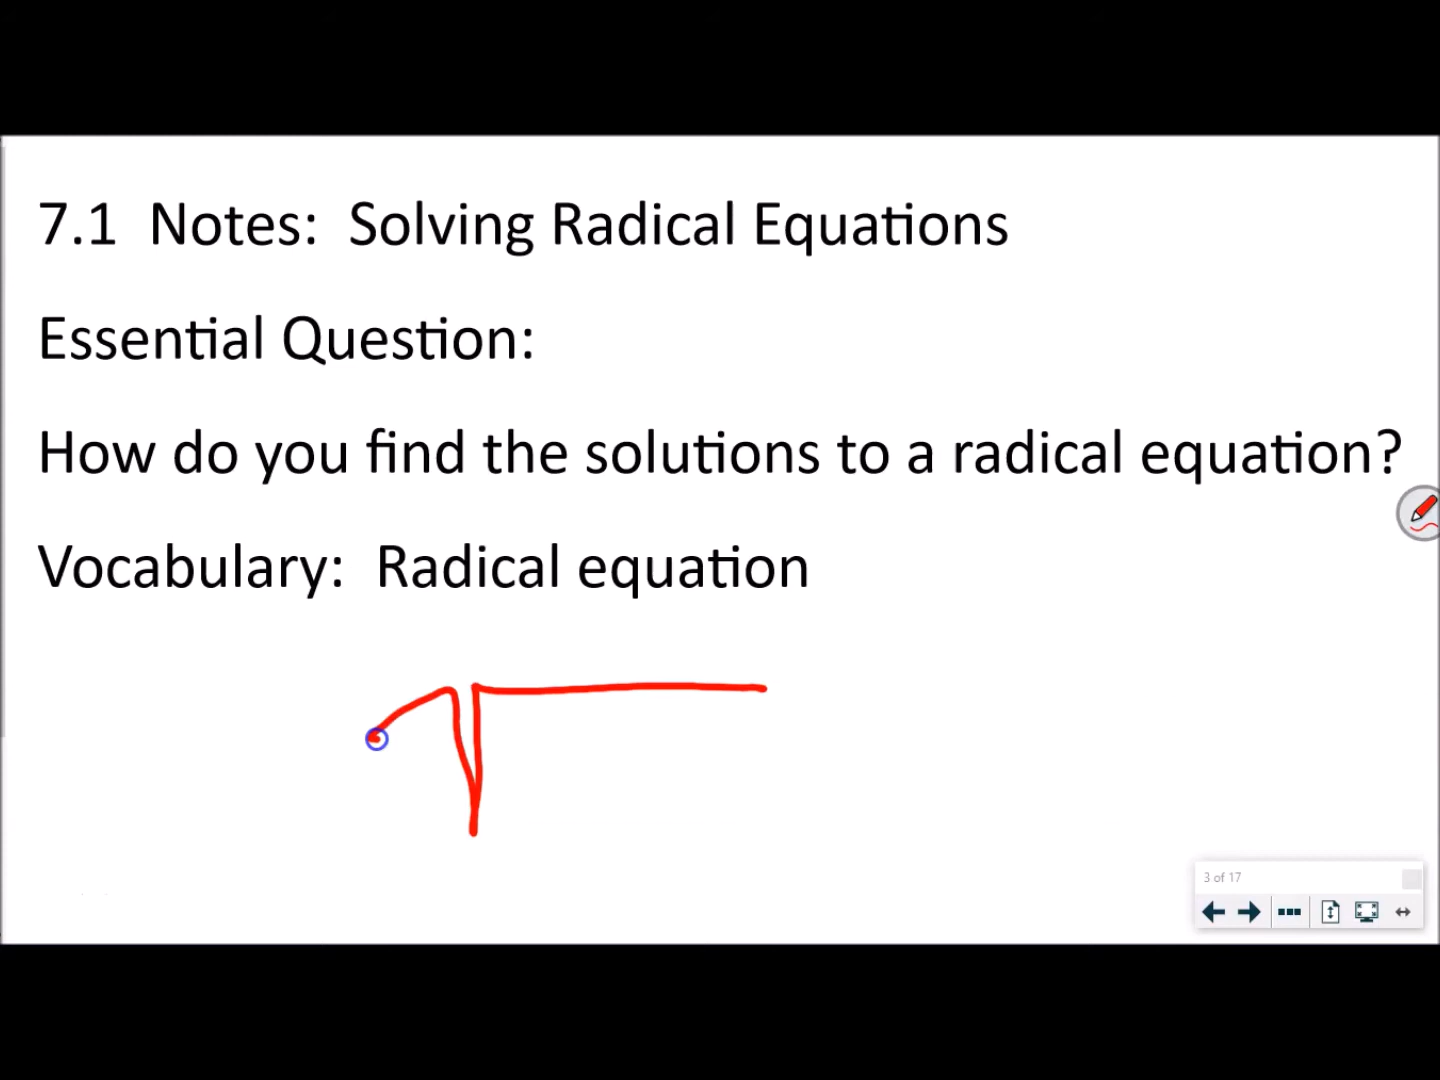 7.1 Notes: Solving Radical Equations
Essential Question:
How do you find the solutions to a radical equation?
Vocabulary: Radical equation
√
3 of 17